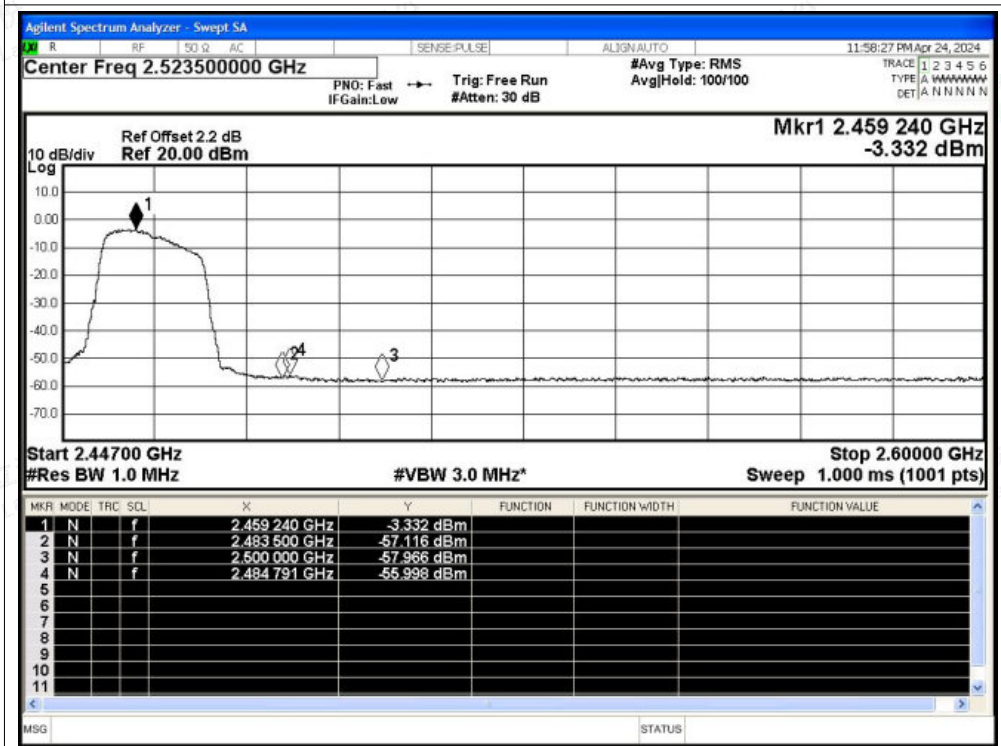 Agilent Spectrum Analyzer - Swept SA
LXI R RF 50 Ω AC SENSE:PULSE ALIGN AUTO 11:58:27 PM Apr 24, 2024
Center Freq 2.523500000 GHz
PNO: Fast
IFGain:Low
Trig: Free Run
#Atten: 30 dB
#Avg Type: RMS
Avg|Hold: 100/100
TRACE 1 2 3 4 5 6
TYPE A WWWWW
DET A N N N N N
Mkr1 2.459 240 GHz
-3.332 dBm
Ref Offset 2.2 dB
10 dB/div Ref 20.00 dBm
Log
10.0
0.00
-10.0
-20.0
-30.0
-40.0
-50.0
-60.0
-70.0
1
2 4
3
Start 2.44700 GHz Stop 2.60000 GHz
#Res BW 1.0 MHz #VBW 3.0 MHz* Sweep 1.000 ms (1001 pts)
MKR MODE TRC SCL X Y FUNCTION FUNCTION WIDTH FUNCTION VALUE
1 N f 2.459 240 GHz -3.332 dBm
2 N f 2.483 500 GHz -57.116 dBm
3 N f 2.500 000 GHz -57.966 dBm
4 N f 2.484 791 GHz -55.998 dBm
5
6
7
8
9
10
11
MSG STATUS